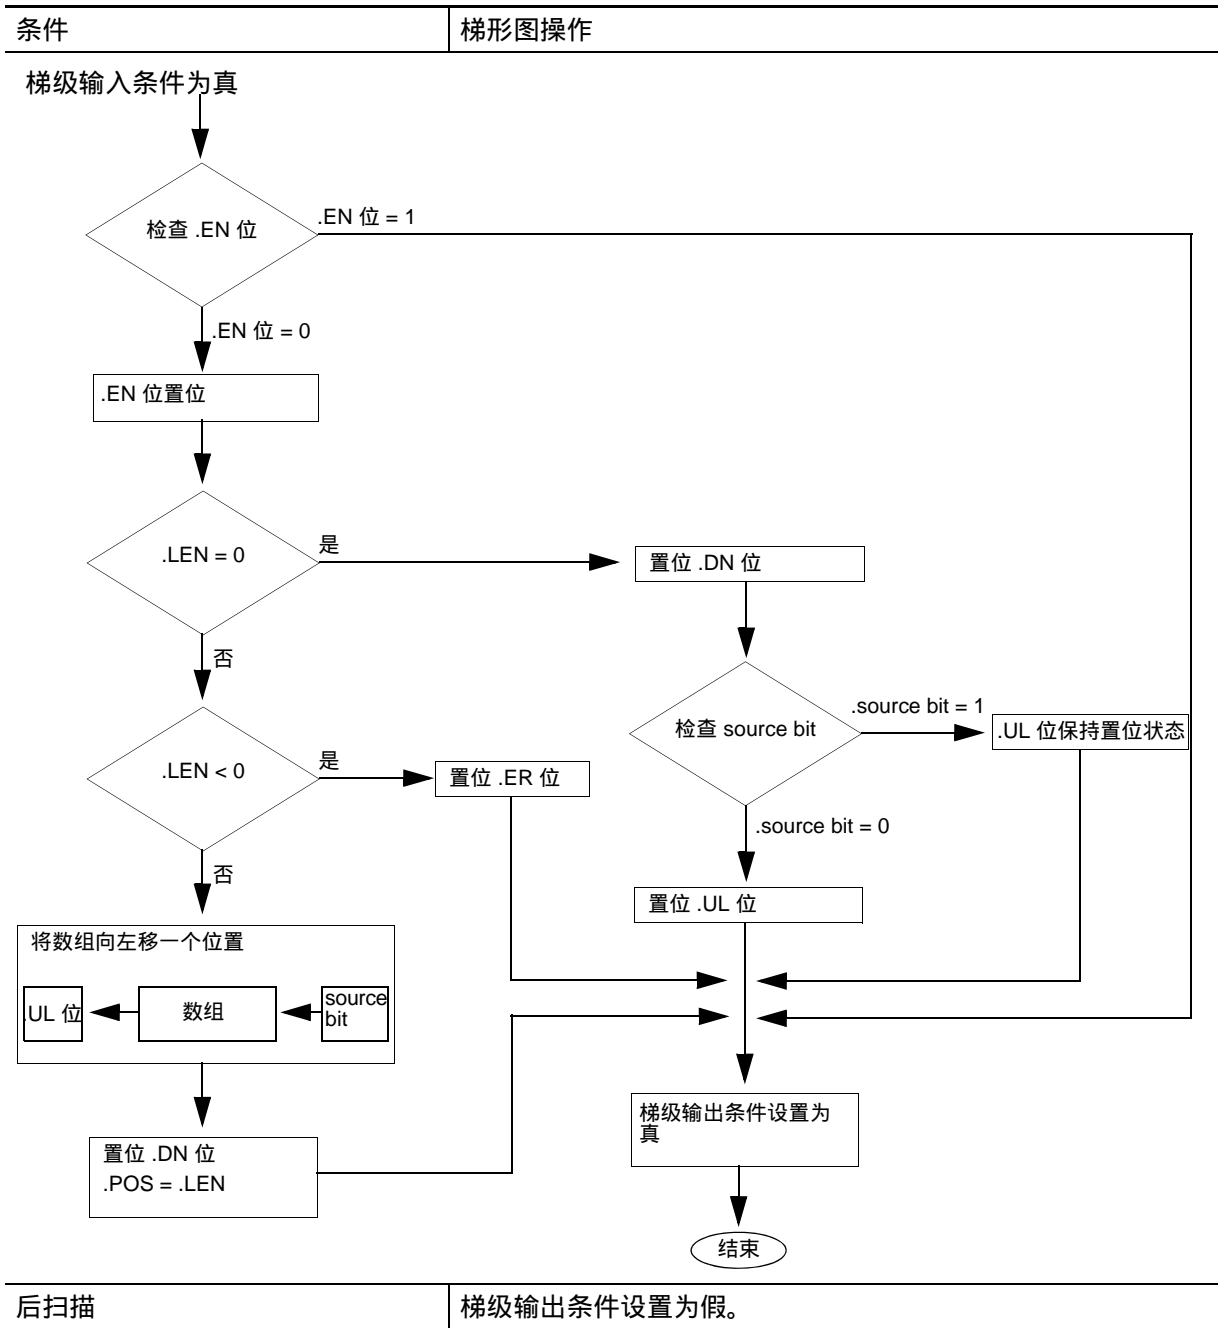 条件
梯形图操作
梯级输入条件为真
检查 .EN 位
.EN 位 = 1
.EN 位 = 0
.EN 位置位
.LEN = 0
是
置位 .DN 位
否
检查 source bit
.source bit = 1
.UL 位保持置位状态
.LEN < 0
是
置位 .ER 位
.source bit = 0
否
置位 .UL 位
将数组向左移一个位置
.UL 位
数组
source
bit
梯级输出条件设置为
真
置位 .DN 位
.POS = .LEN
结束
后扫描
梯级输出条件设置为假。